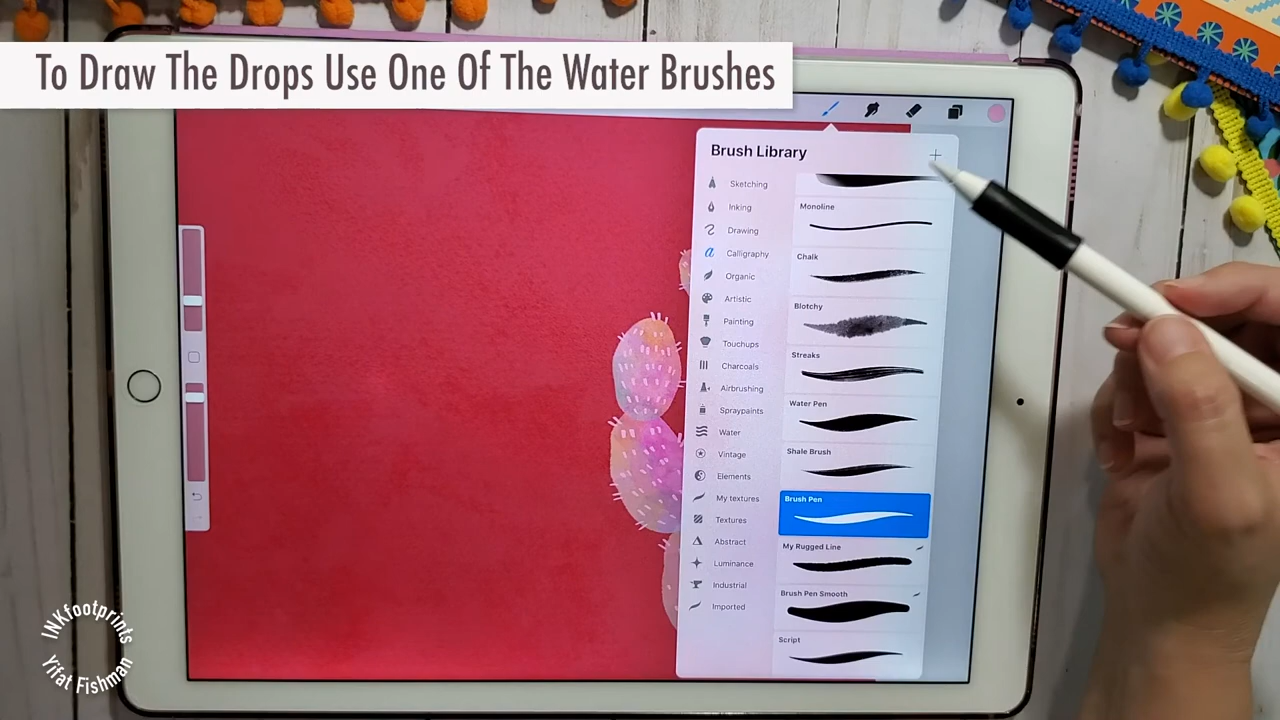 To Draw The Drops Use One Of The Water Brushes
Brush Library
Sketching
Inking
Drawing
Calligraphy
Organic
Artistic
Painting
Touchups
Charcoals
Airbrushing
Spraypaints
Water
Vintage
Elements
My textures
Textures
Abstract
Luminance
Industrial
Imported
Monoline
Chalk
Blotchy
Streaks
Water Pen
Shale Brush
Brush Pen
My Rugged Line
Brush Pen Smooth
Script
INKfootprints
Yifat Fishman